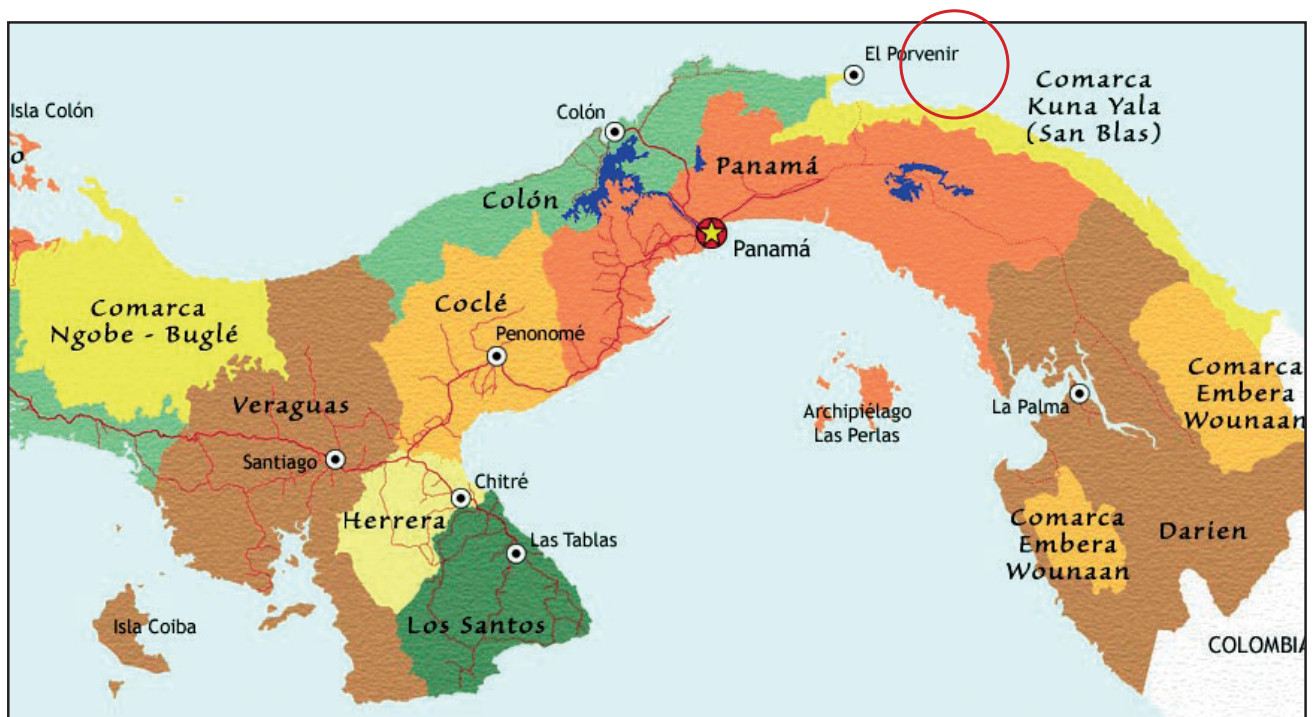 El Porvenir
Comarca
Kuna Yala
(San Blas)
Isla Colón
Colón
o
Panamá
Colón
Panamá
Comarca
Ngobe - Buglé
Coclé
Penonomé
Comarca
Embera
Wounaan
Veraguas
Archipiélago
Las Perlas
La Palma
Santiago
Chitré
Herrera
Comarca
Embera
Wounaan
Darien
Las Tablas
Isla Coiba
Los Santos
COLOMBIA